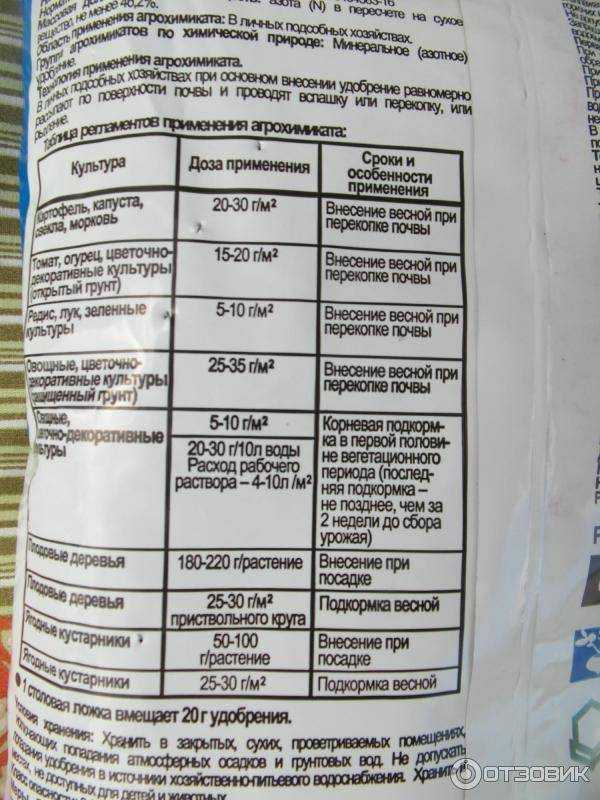 азота (N) в пересчете на сухое
вещество, не менее 46,2%.
Область применения агрохимиката: В личных подсобных хозяйствах.
Группа агрохимикатов по химической природе: Минеральное (азотное)
удобрение.
Технология применения агрохимиката.
В личных подсобных хозяйствах при основном внесении удобрение равномерно
рассыпают по поверхности почвы и проводят вспашку или перекопку, или
рыхление.
Таблица регламентов применения агрохимиката:
Культура Доза применения Сроки и
особенности
применения
Картофель, капуста,
свекла, морковь
20-30 г/м²
Внесение весной при
перекопке почвы
Томат, огурец, цветочно-
декоративные культуры
(открытый грунт)
15-20 г/м²
Внесение весной при
перекопке почвы
Редис, лук, зеленные
культуры
5-10 г/м²
Внесение весной при
перекопке почвы
Овощные, цветочно-
декоративные культуры
(защищенный грунт)
25-35 г/м²
Внесение весной при
перекопке почвы
Овощные,
цветочно-декоративные
культуры
5-10 г/м²
20-30 г/10л воды
Расход рабочего
раствора – 4-10л /м²
Корневая подкорм-
ка в первой полови-
не вегетационного
периода (послед-
няя подкормка –
не позднее, чем за
2 недели до сбора
урожая)
Плодовые деревья
180-220 г/растение
Внесение при
посадке
Плодовые деревья
25-30 г/м²
приствольного круга
Подкормка весной
Ягодные кустарники
50-100
г/растение
Внесение при
посадке
Ягодные кустарники
25-30 г/м²
Подкормка весной
• 1 столовая ложка вмещает 20 г удобрения.
Условия хранения: Хранить в закрытых, сухих, проветриваемых помещениях,
исключающих попадания атмосферных осадков и грунтовых вод. Не допускать
попадания удобрения в источники хозяйственно-питьевого водоснабжения. Хранить в
местах, не доступных для детей и животных.
ОТЗОВИК